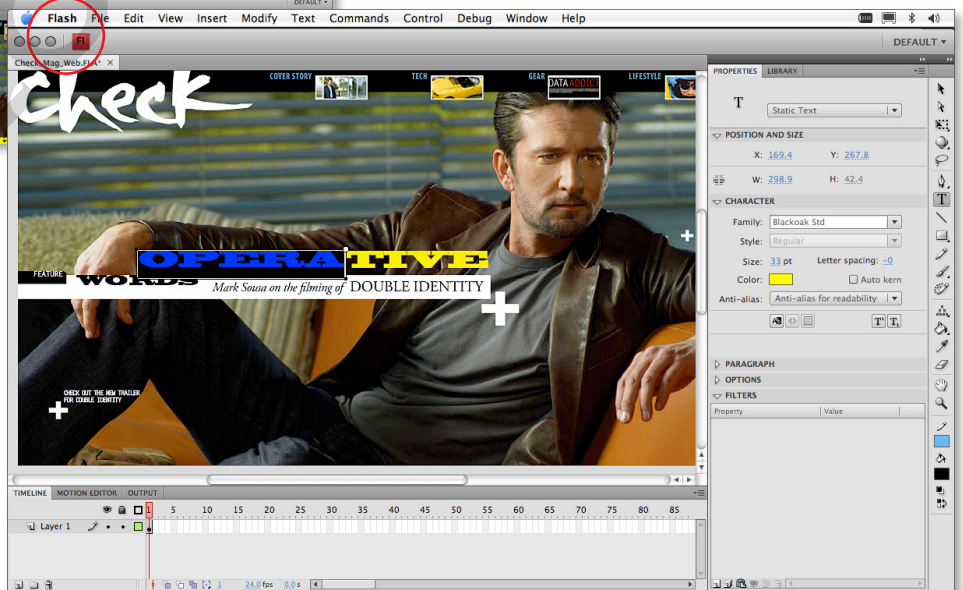 DEFAULT
Flash File Edit View Insert Modify Text Commands Control Debug Window Help
FL
DEFAULT
Check_Mag_Web.FLA* ×
Check
COVER STORY
TECH
GEAR
LIFESTYLE
DATA ADDICT
OPERATIVE
FEATURE
WORDS
Mark Sousa on the filming of DOUBLE IDENTITY
CHECK OUT THE NEW TRAILER
FOR DOUBLE IDENTITY
PROPERTIES LIBRARY
T Static Text
POSITION AND SIZE
X: 169.4 Y: 267.8
W: 298.9 H: 42.4
CHARACTER
Family: Blackoak Std
Style: Regular
Size: 33 pt Letter spacing: -0
Color: Auto kern
Anti-alias: Anti-alias for readability
PARAGRAPH
OPTIONS
FILTERS
Property Value
TIMELINE MOTION EDITOR OUTPUT
1 5 10 15 20 25 30 35 40 45 50 55 60 65 70 75 80 85
Layer 1
1 24.0 fps 0.0 s